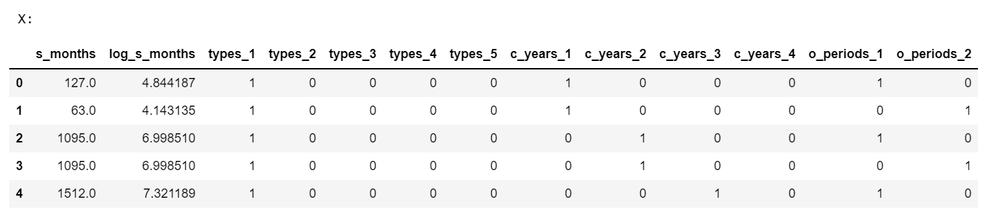 X:
s_months log_s_months types_1 types_2 types_3 types_4 types_5 c_years_1 c_years_2 c_years_3 c_years_4 o_periods_1 o_periods_2
0 127.0 4.844187 1 0 0 0 0 1 0 0 0 1 0
1 63.0 4.143135 1 0 0 0 0 1 0 0 0 0 1
2 1095.0 6.998510 1 0 0 0 0 0 1 0 0 1 0
3 1095.0 6.998510 1 0 0 0 0 0 1 0 0 0 1
4 1512.0 7.321189 1 0 0 0 0 0 0 1 0 1 0